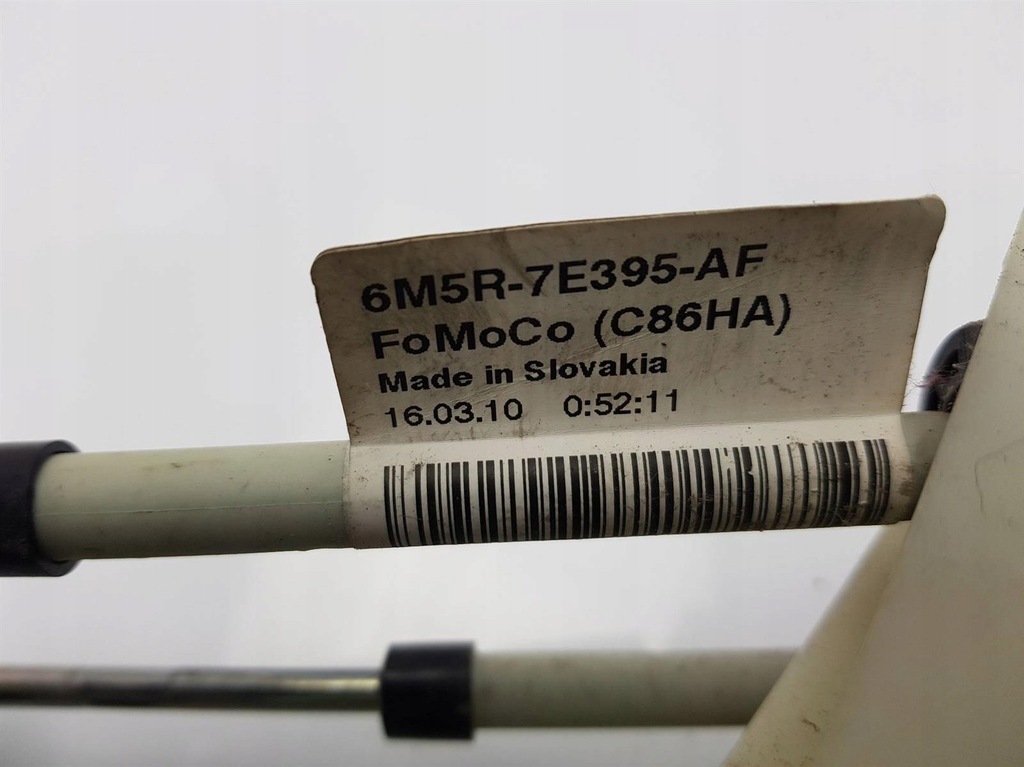 6M5R-7E395-AF
FoMoCo (C86HA)
Made in Slovakia
16.03.10 0:52:11